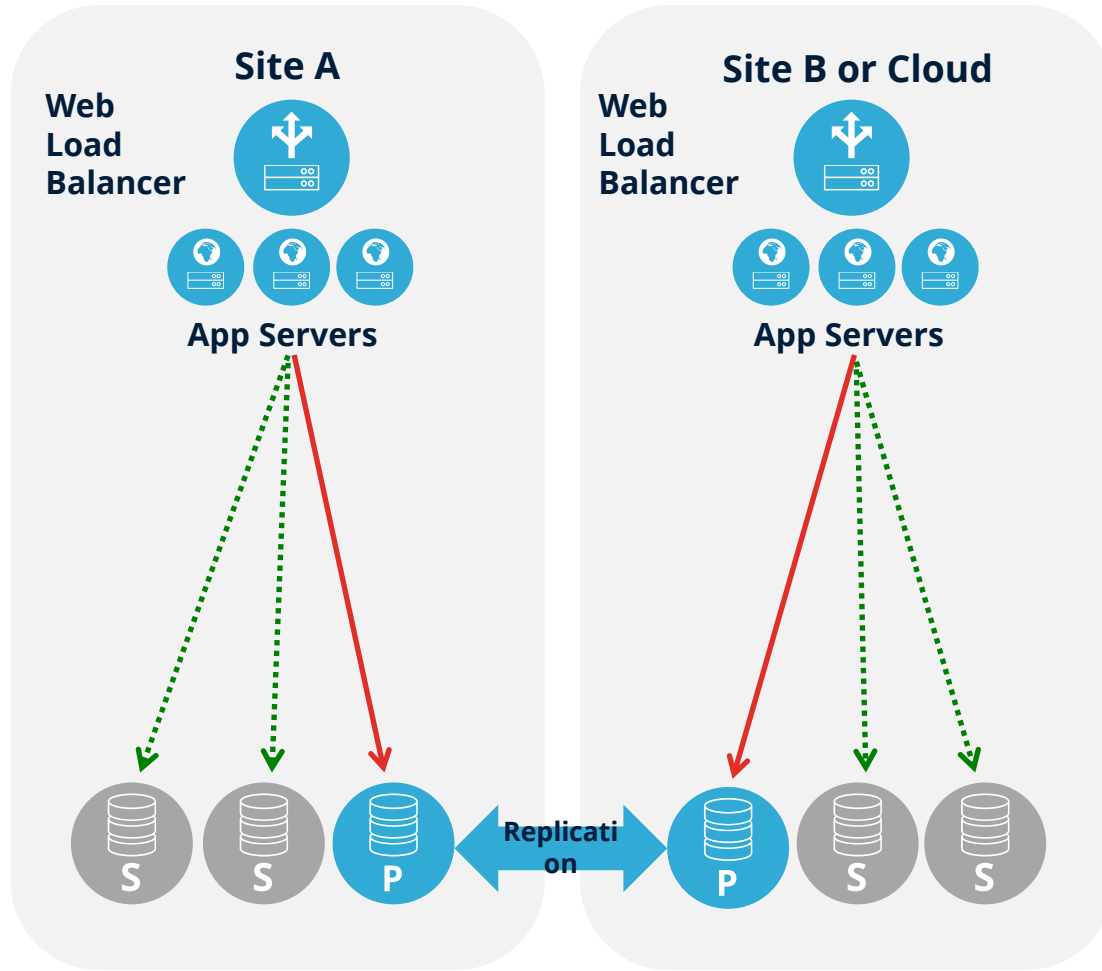 Site A
Web
Load
Balancer
App Servers
S
S
P
Replicati
on
Site B or Cloud
Web
Load
Balancer
App Servers
P
S
S